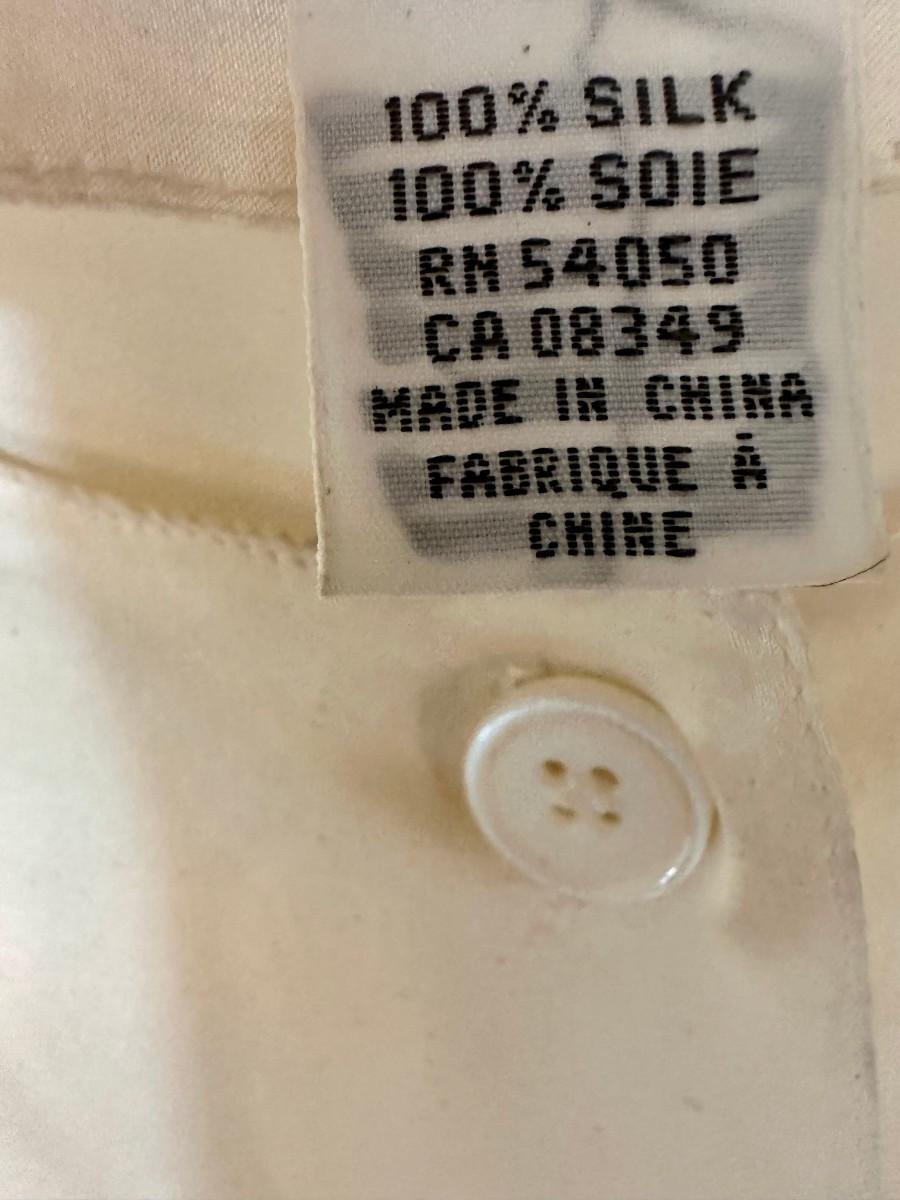 100% SILK
100% SOIE
RN 54050
CA 08349
MADE IN CHINA
FABRIQUE À
CHINE